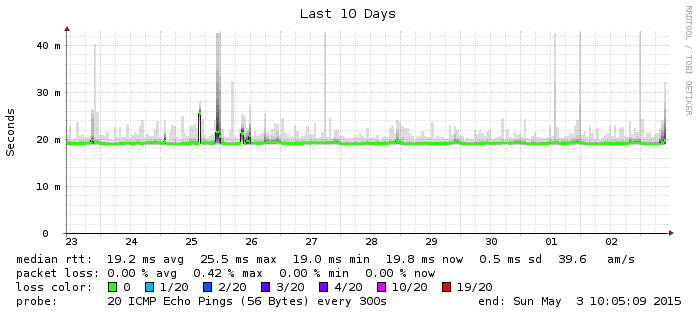 Last 10 Days
RRDTOOL / TOBI OETIKER
Seconds
40 m
30 m
20 m
10 m
0
23 24 25 26 27 28 29 30 01 02
median rtt: 19.2 ms avg 25.5 ms max 19.0 ms min 19.8 ms now 0.5 ms sd 39.6 am/s
packet loss: 0.00 % avg 0.42 % max 0.00 % min 0.00 % now
loss color: 0 1/20 2/20 3/20 4/20 10/20 19/20
probe: 20 ICMP Echo Pings (56 Bytes) every 300s end: Sun May 3 10:05:09 2015